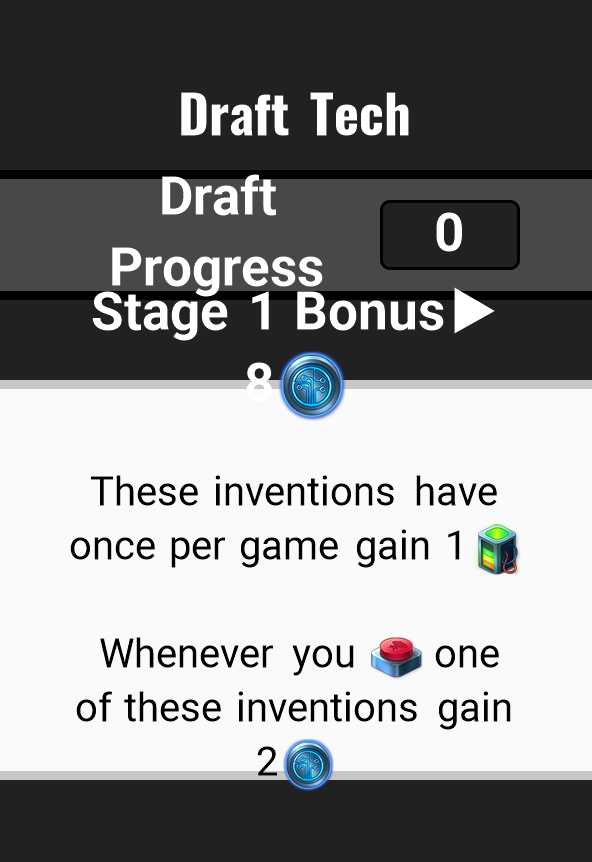 Draft Tech
Draft
Progress
0
Stage 1 Bonus
8
These inventions have
once per game gain 1
Whenever you one
of these inventions gain
2